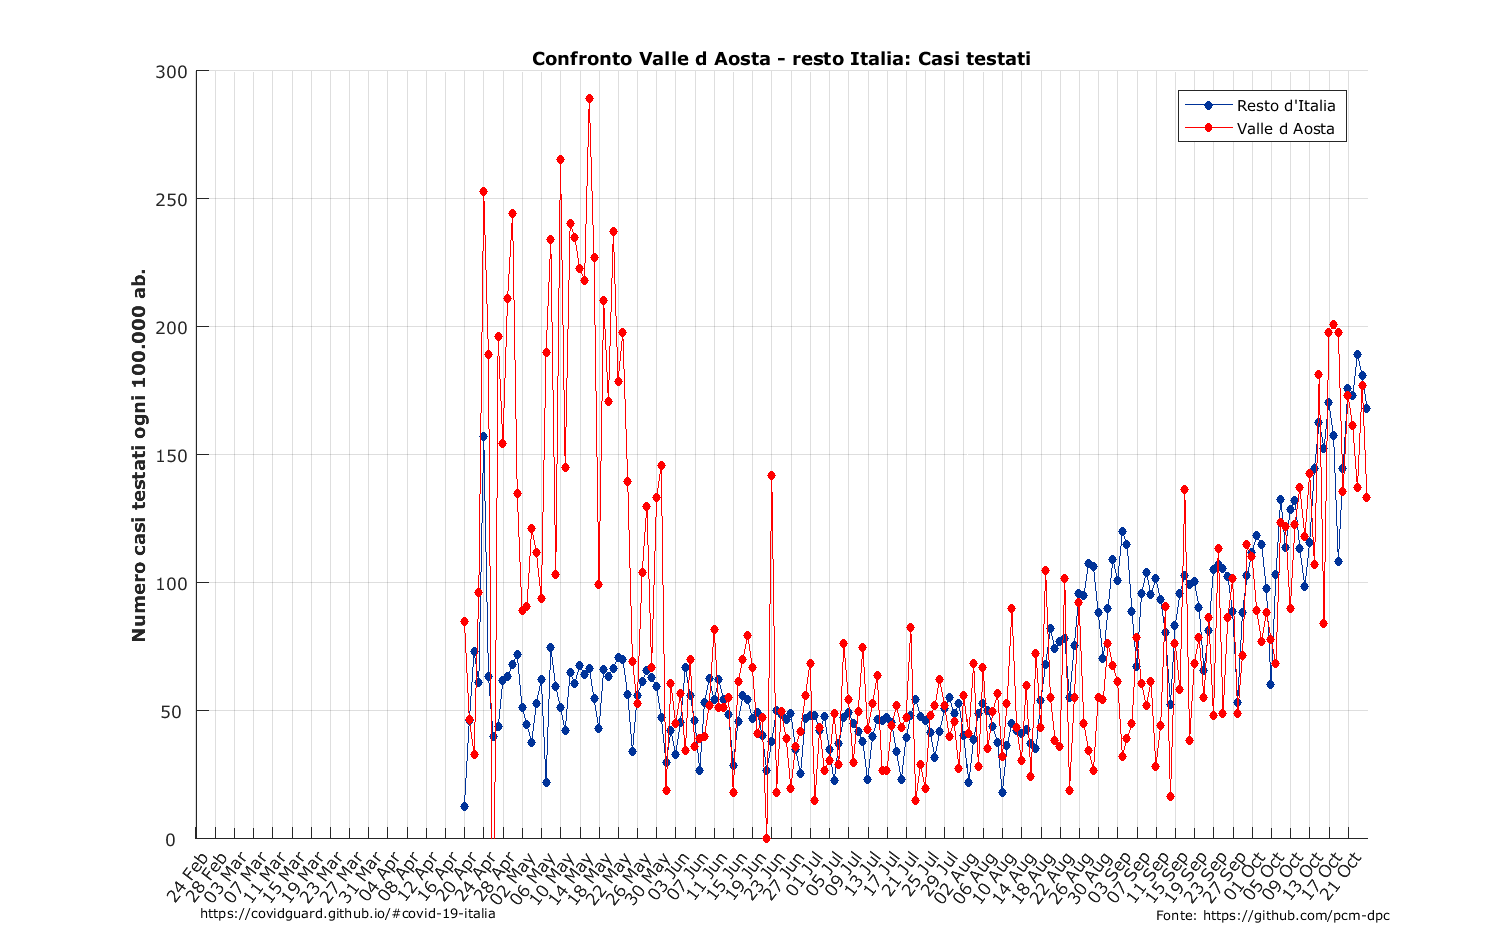 Confronto Valle d Aosta - resto Italia: Casi testati
Resto d'Italia
Valle d Aosta
Numero casi testati ogni 100.000 ab.
300
250
200
150
100
50
0
24 Feb
28 Feb
03 Mar
07 Mar
11 Mar
15 Mar
19 Mar
23 Mar
27 Mar
31 Mar
04 Apr
08 Apr
12 Apr
16 Apr
20 Apr
24 Apr
28 Apr
02 May
06 May
10 May
14 May
18 May
22 May
26 May
30 May
03 Jun
07 Jun
11 Jun
15 Jun
19 Jun
23 Jun
27 Jun
01 Jul
05 Jul
09 Jul
13 Jul
17 Jul
21 Jul
25 Jul
29 Jul
02 Aug
06 Aug
10 Aug
14 Aug
18 Aug
22 Aug
26 Aug
30 Aug
03 Sep
07 Sep
11 Sep
15 Sep
19 Sep
23 Sep
27 Sep
01 Oct
05 Oct
09 Oct
13 Oct
17 Oct
21 Oct
https://covidguard.github.io/#covid-19-italia
Fonte: https://github.com/pcm-dpc